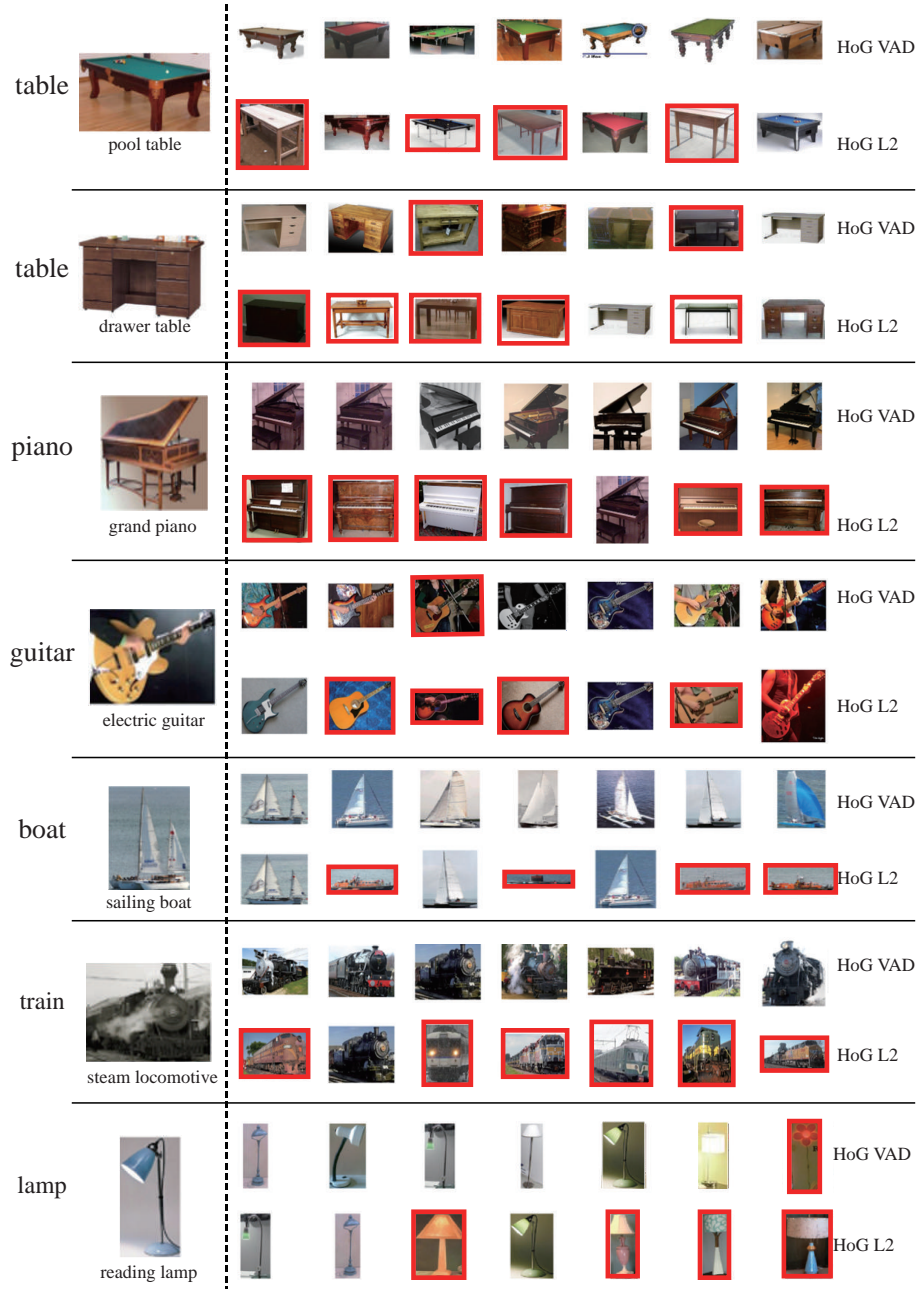 HoG VAD
table
pool table
HoG L2
HoG VAD
table
drawer table
HoG L2
HoG VAD
piano
grand piano
HoG L2
HoG VAD
guitar
electric guitar
HoG L2
HoG VAD
boat
sailing boat
HoG L2
HoG VAD
train
steam locomotive
HoG L2
HoG VAD
lamp
reading lamp
HoG L2